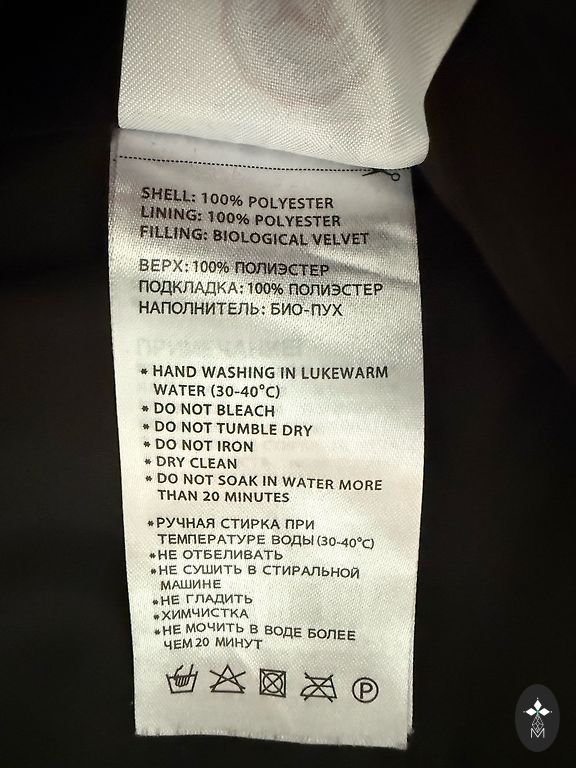 SHELL: 100% POLYESTER
LINING: 100% POLYESTER
FILLING: BIOLOGICAL VELVET
ВЕРХ: 100% ПОЛИЭСТЕР
ПОДКЛАДКА: 100% ПОЛИЭСТЕР
НАПОЛНИТЕЛЬ: БИО-ПУХ
* HAND WASHING IN LUKEWARM
WATER (30-40°C)
* DO NOT BLEACH
* DO NOT TUMBLE DRY
* DO NOT IRON
* DRY CLEAN
* DO NOT SOAK IN WATER MORE
THAN 20 MINUTES
*РУЧНАЯ СТИРКА ПРИ
ТЕМПЕРАТУРЕ ВОДЫ (30-40°C)
*НЕ ОТБЕЛИВАТЬ
*НЕ СУШИТЬ В СТИРАЛЬНОЙ
МАШИНЕ
*НЕ ГЛАДИТЬ
*ХИМЧИСТКА
*НЕ МОЧИТЬ В ВОДЕ БОЛЕЕ
ЧЕМ 20 МИНУТ
P
M